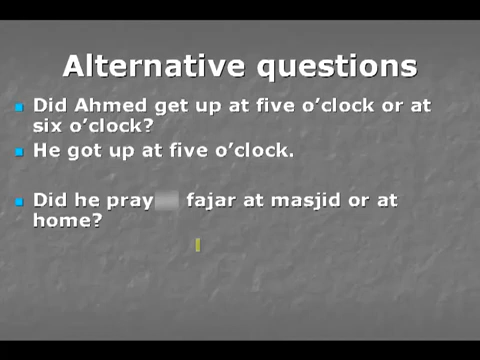 Alternative questions
Did Ahmed get up at five o’clock or at
six o’clock?
He got up at five o’clock.
Did he pray fajar at masjid or at
home?